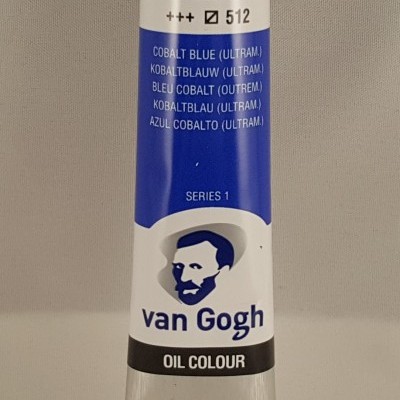 +++ 512
COBALT BLUE (ULTRAM.)
KOBALTBLAUW (ULTRAM.)
BLEU COBALT (OUTREM.)
KOBALTBLAU (ULTRAM.)
AZUL COBALTO (ULTRAM.)
SERIES 1
van Gogh
OIL COLOUR